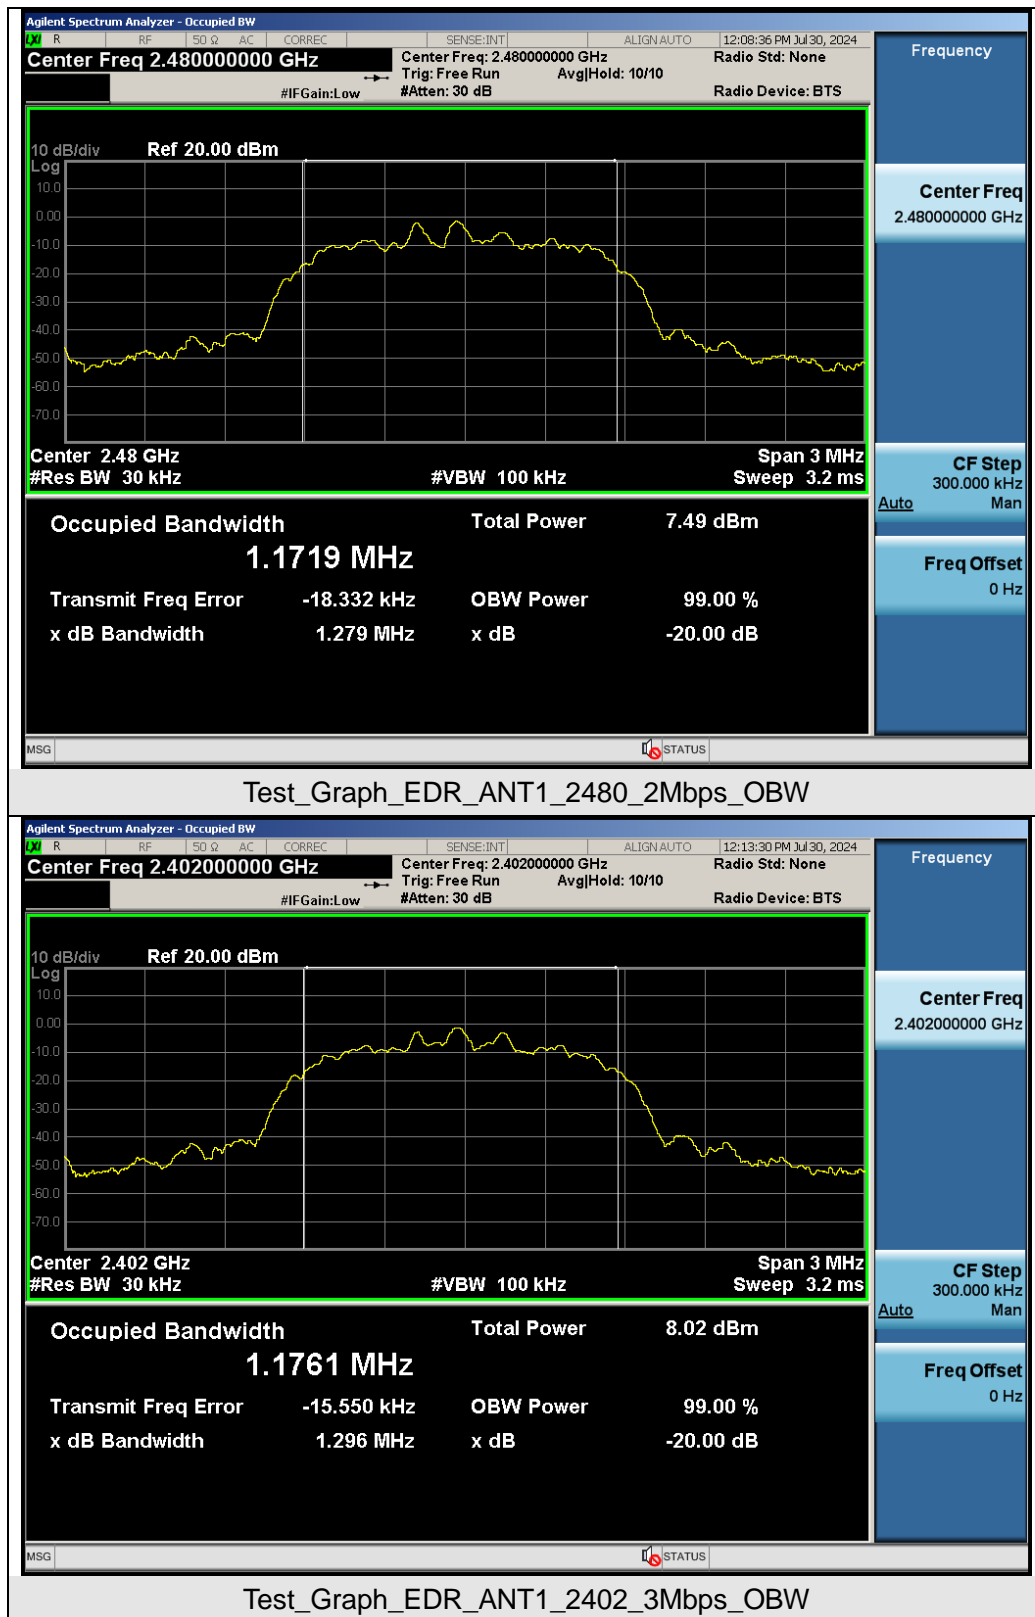 Agilent Spectrum Analyzer - Occupied BW
LXI R RF 50 Ω AC CORREC SENSE:INT ALIGN AUTO 12:08:36 PM Jul 30, 2024
Center Freq 2.480000000 GHz Center Freq: 2.480000000 GHz Radio Std: None
Trig: Free Run Avg|Hold: 10/10
#IFGain:Low #Atten: 30 dB Radio Device: BTS
Frequency
10 dB/div Ref 20.00 dBm
Log
10.0
0.00
-10.0
-20.0
-30.0
-40.0
-50.0
-60.0
-70.0
Center 2.48 GHz Span 3 MHz
#Res BW 30 kHz #VBW 100 kHz Sweep 3.2 ms
Occupied Bandwidth Total Power 7.49 dBm
1.1719 MHz
Transmit Freq Error -18.332 kHz OBW Power 99.00 %
x dB Bandwidth 1.279 MHz x dB -20.00 dB
Center Freq
2.480000000 GHz
CF Step
300.000 kHz
Auto Man
Freq Offset
0 Hz
MSG STATUS
Test_Graph_EDR_ANT1_2480_2Mbps_OBW
Agilent Spectrum Analyzer - Occupied BW
LXI R RF 50 Ω AC CORREC SENSE:INT ALIGN AUTO 12:13:30 PM Jul 30, 2024
Center Freq 2.402000000 GHz Center Freq: 2.402000000 GHz Radio Std: None
Trig: Free Run Avg|Hold: 10/10
#IFGain:Low #Atten: 30 dB Radio Device: BTS
Frequency
10 dB/div Ref 20.00 dBm
Log
10.0
0.00
-10.0
-20.0
-30.0
-40.0
-50.0
-60.0
-70.0
Center 2.402 GHz Span 3 MHz
#Res BW 30 kHz #VBW 100 kHz Sweep 3.2 ms
Occupied Bandwidth Total Power 8.02 dBm
1.1761 MHz
Transmit Freq Error -15.550 kHz OBW Power 99.00 %
x dB Bandwidth 1.296 MHz x dB -20.00 dB
Center Freq
2.402000000 GHz
CF Step
300.000 kHz
Auto Man
Freq Offset
0 Hz
MSG STATUS
Test_Graph_EDR_ANT1_2402_3Mbps_OBW